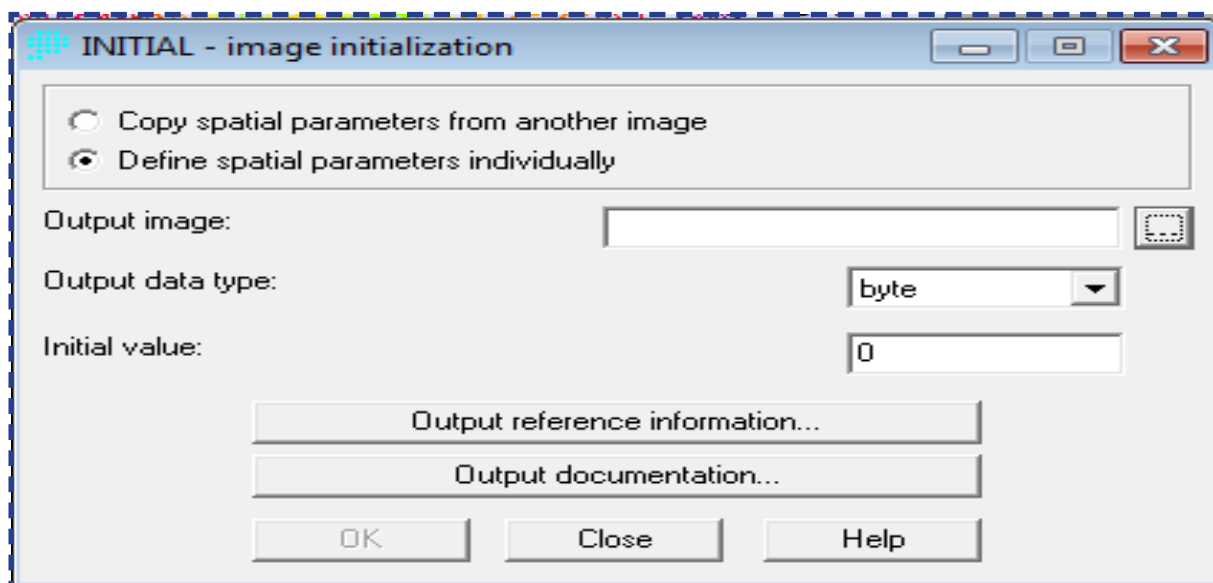 INITIAL - image initialization
Copy spatial parameters from another image
Define spatial parameters individually
Output image:
Output data type: byte
Initial value: 0
Output reference information...
Output documentation...
OK Close Help